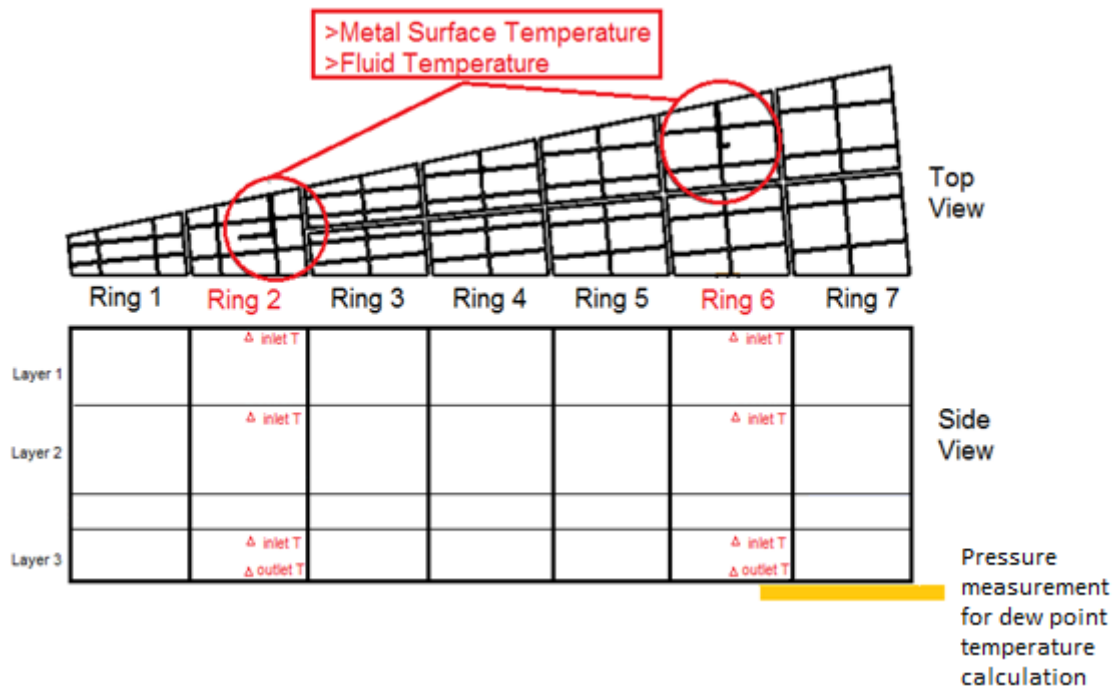 >Metal Surface Temperature
>Fluid Temperature
Top
View
Ring 1 Ring 2 Ring 3 Ring 4 Ring 5 Ring 6 Ring 7
inlet T inlet T
Layer 1
inlet T inlet T
Side
View
Layer 2
inlet T inlet T
Layer 3
outlet T outlet T
Pressure
measurement
for dew point
temperature
calculation